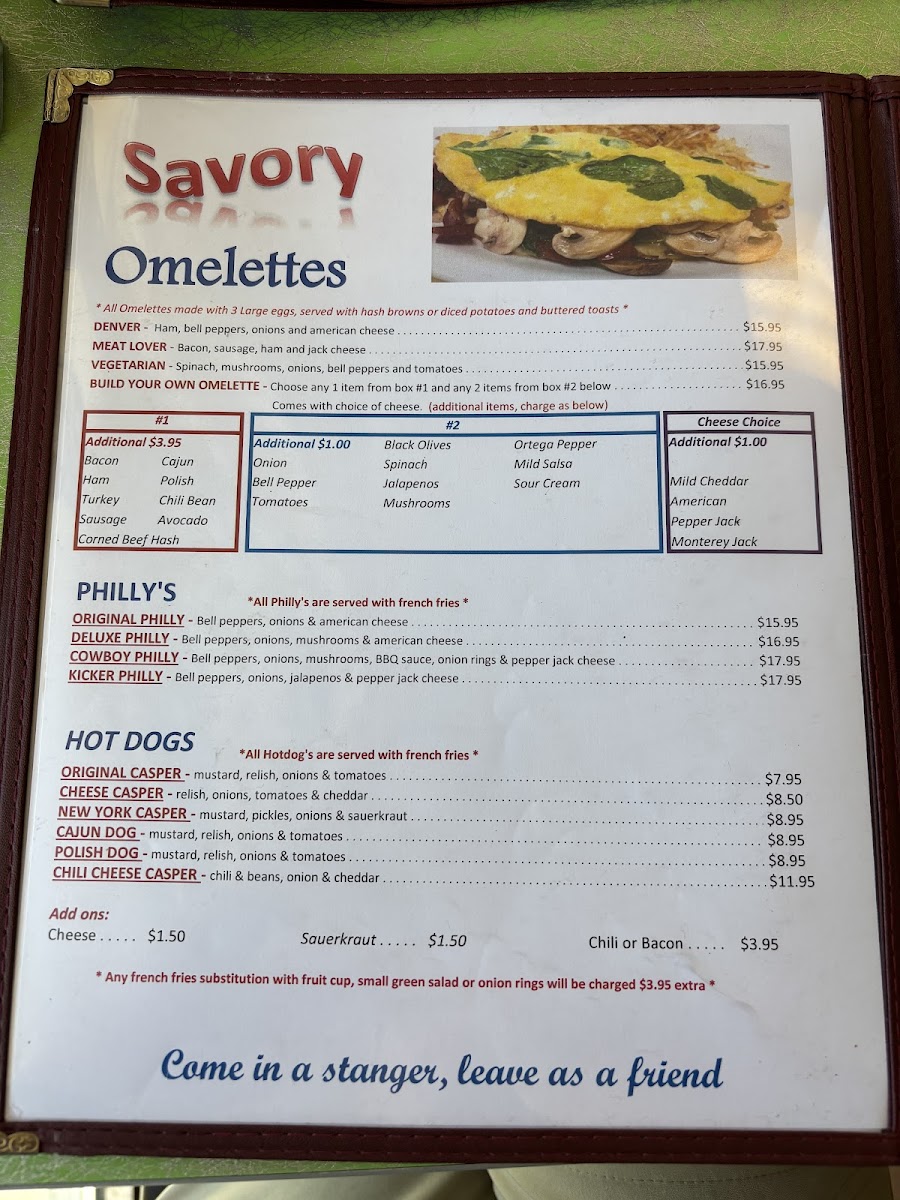 Savory
Omelettes
* All Omelettes made with 3 Large eggs, served with hash browns or diced potatoes and buttered toasts *
DENVER - Ham, bell peppers, onions and american cheese $15.95
MEAT LOVER - Bacon, sausage, ham and jack cheese $17.95
VEGETARIAN - Spinach, mushrooms, onions, bell peppers and tomatoes $15.95
BUILD YOUR OWN OMELETTE - Choose any 1 item from box #1 and any 2 items from box #2 below $16.95
Comes with choice of cheese. (additional items, charge as below)
#1
Additional $3.95
Bacon Cajun
Ham Polish
Turkey Chili Bean
Sausage Avocado
Corned Beef Hash
#2
Additional $1.00 Black Olives Ortega Pepper
Onion Spinach Mild Salsa
Bell Pepper Jalapenos Sour Cream
Tomatoes Mushrooms
Cheese Choice
Additional $1.00
Mild Cheddar
American
Pepper Jack
Monterey Jack
PHILLY'S *All Philly's are served with french fries *
ORIGINAL PHILLY - Bell peppers, onions & american cheese $15.95
DELUXE PHILLY - Bell peppers, onions, mushrooms & american cheese $16.95
COWBOY PHILLY - Bell peppers, onions, mushrooms, BBQ sauce, onion rings & pepper jack cheese $17.95
KICKER PHILLY - Bell peppers, onions, jalapenos & pepper jack cheese $17.95
HOT DOGS *All Hotdog's are served with french fries *
ORIGINAL CASPER - mustard, relish, onions & tomatoes $7.95
CHEESE CASPER - relish, onions, tomatoes & cheddar $8.50
NEW YORK CASPER - mustard, pickles, onions & sauerkraut $8.95
CAJUN DOG - mustard, relish, onions & tomatoes $8.95
POLISH DOG - mustard, relish, onions & tomatoes $8.95
CHILI CHEESE CASPER - chili & beans, onion & cheddar $11.95
Add ons:
Cheese ..... $1.50 Sauerkraut ..... $1.50 Chili or Bacon ..... $3.95
* Any french fries substitution with fruit cup, small green salad or onion rings will be charged $3.95 extra *
Come in a stanger, leave as a friend